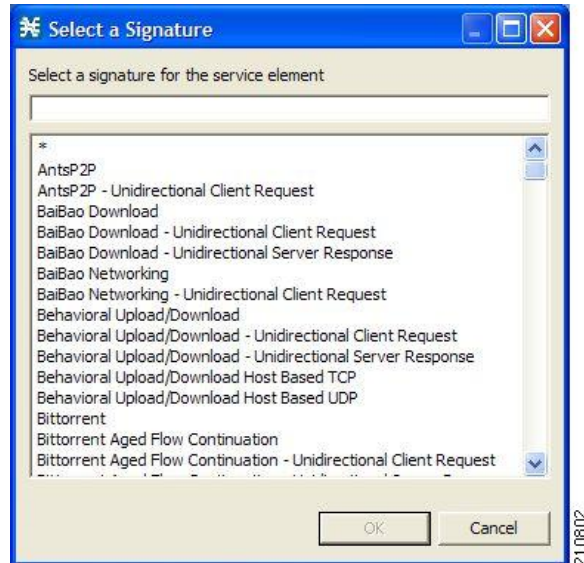 Select a Signature
Select a signature for the service element
*
AntsP2P
AntsP2P - Unidirectional Client Request
BaiBao Download
BaiBao Download - Unidirectional Client Request
BaiBao Download - Unidirectional Server Response
BaiBao Networking
BaiBao Networking - Unidirectional Client Request
Behavioral Upload/Download
Behavioral Upload/Download - Unidirectional Client Request
Behavioral Upload/Download - Unidirectional Server Response
Behavioral Upload/Download Host Based TCP
Behavioral Upload/Download Host Based UDP
Bittorrent
Bittorrent Aged Flow Continuation
Bittorrent Aged Flow Continuation - Unidirectional Client Request
OK Cancel
210802